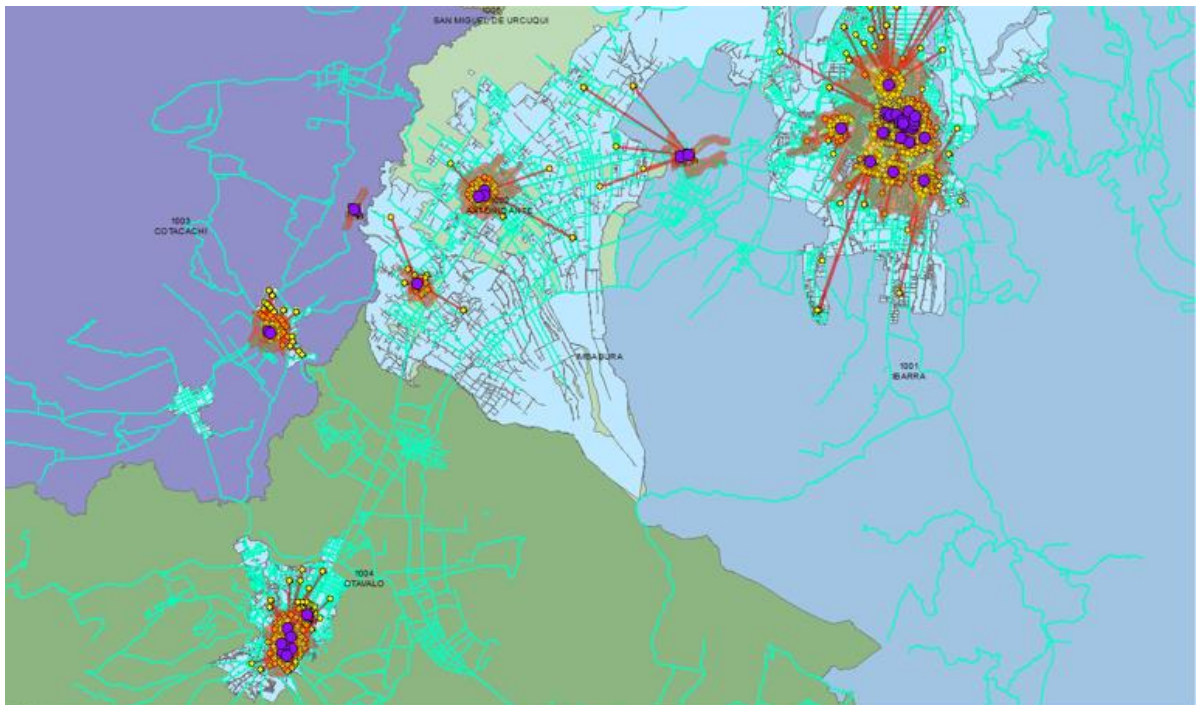 SAN MIGUEL DE URCUQUI
1003
COTACACHI
IMBABURA
1001
IBARRA
1004
OTAVALO